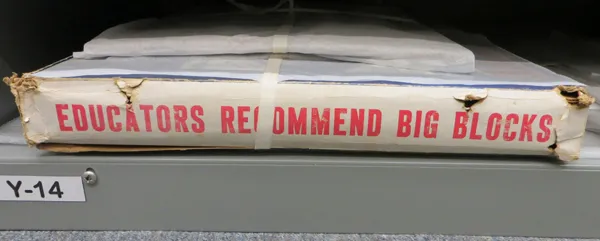 EDUCATORS RECOMMEND BIG BLOCKS
Y-14